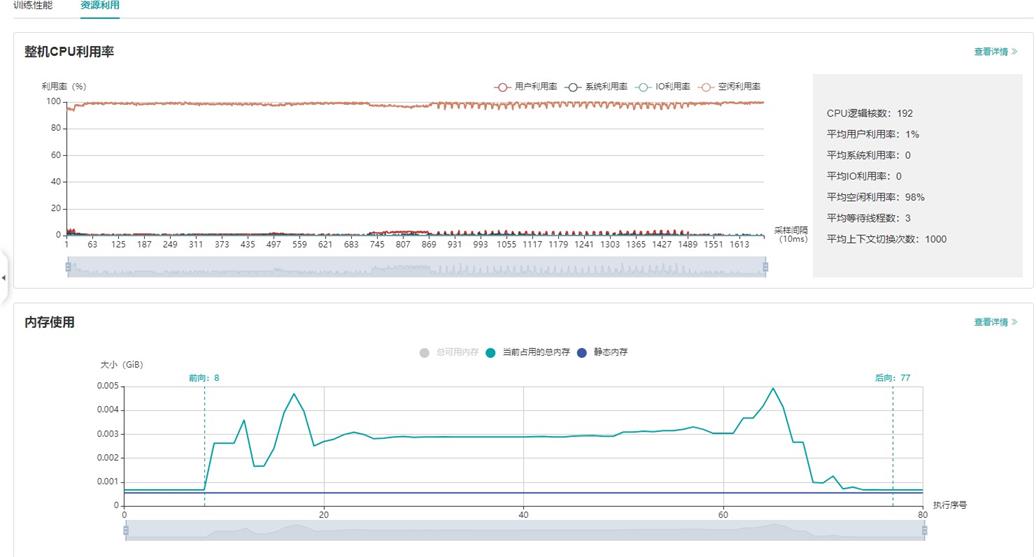 训练性能 资源利用
整机CPU利用率 查看详情
利用率（%） 用户利用率 系统利用率 IO利用率 空闲利用率
100
80
60
40
20
0
1 63 125 187 249 311 373 435 497 559 621 683 745 807 869 931 993 1055 1117 1179 1241 1303 1365 1427 1489 1551 1613
采样间隔
（10ms）
CPU逻辑核数：192
平均用户利用率：1%
平均系统利用率：0
平均IO利用率：0
平均空闲利用率：98%
平均等待线程数：3
平均上下文切换次数：1000
内存使用 查看详情
总可用内存 当前占用的总内存 静态内存
大小（GiB）
前向：8 后向：77
0.005
0.004
0.003
0.002
0.001
0
0 20 40 60 80
执行序号